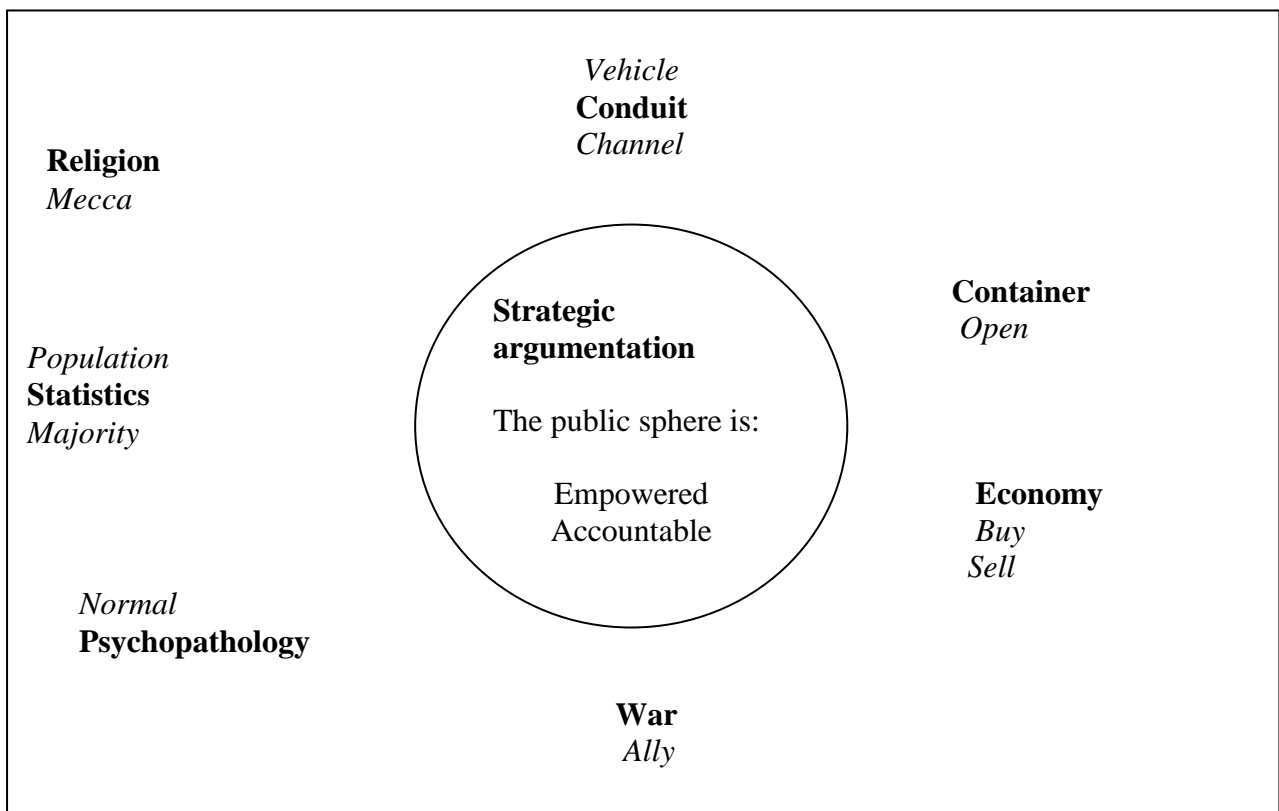 Vehicle
Conduit
Channel
Religion
Mecca
Container
Open
Strategic
argumentation
The public sphere is:
Empowered
Accountable
Population
Statistics
Majority
Economy
Buy
Sell
Normal
Psychopathology
War
Ally